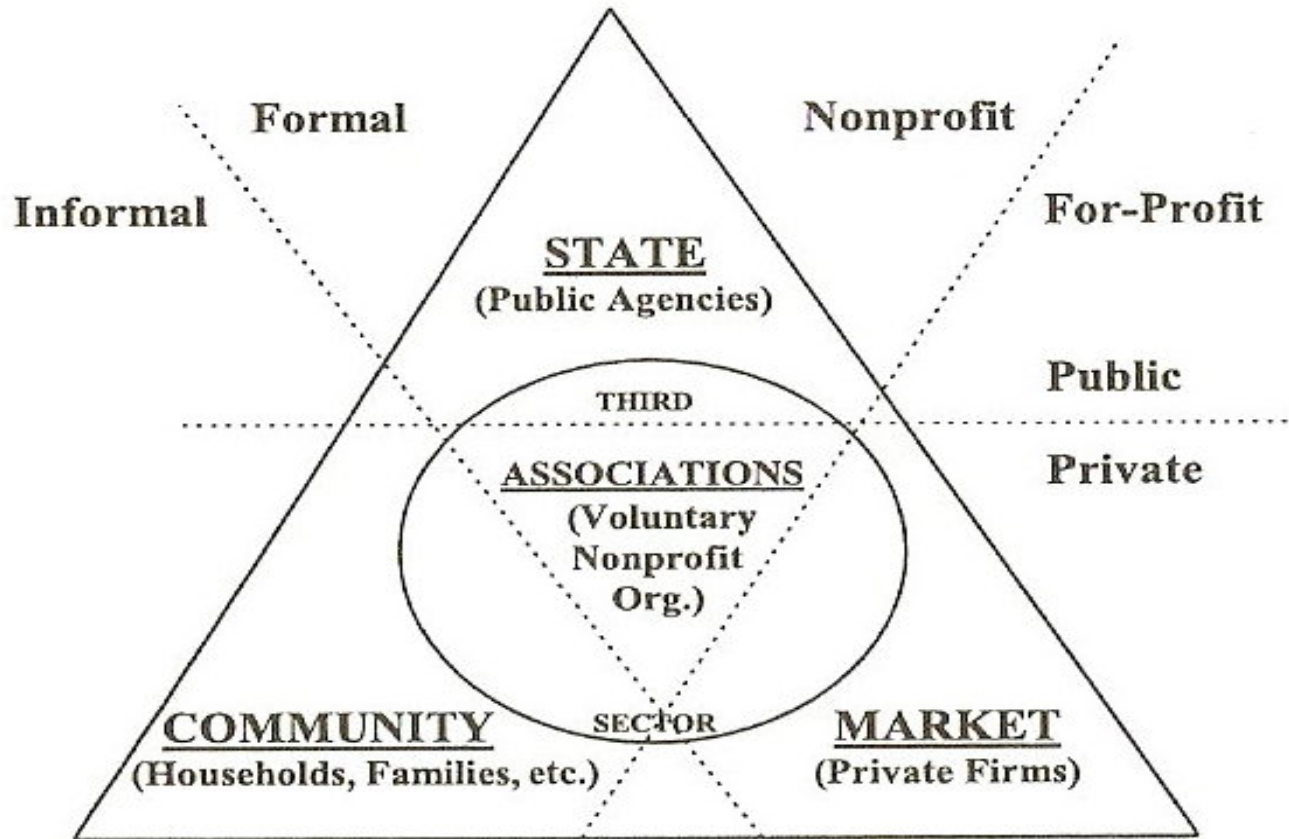 Formal
Nonprofit
Informal
For-Profit
STATE
(Public Agencies)
Public
THIRD
Private
ASSOCIATIONS
(Voluntary
Nonprofit
Org.)
COMMUNITY
(Households, Families, etc.)
SECTOR
MARKET
(Private Firms)